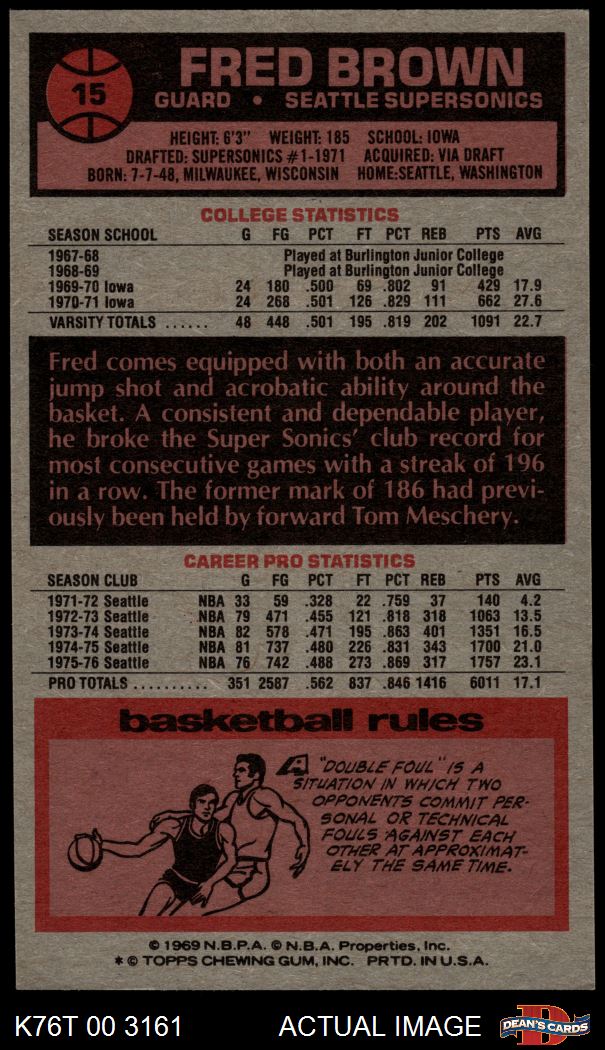 15
FRED BROWN
GUARD • SEATTLE SUPERSONICS
HEIGHT: 6'3" WEIGHT: 185 SCHOOL: IOWA
DRAFTED: SUPERSONICS #1-1971 ACQUIRED: VIA DRAFT
BORN: 7-7-48, MILWAUKEE, WISCONSIN HOME:SEATTLE, WASHINGTON
COLLEGE STATISTICS
SEASON SCHOOL G FG PCT FT PCT REB PTS AVG
1967-68 Played at Burlington Junior College
1968-69 Played at Burlington Junior College
1969-70 Iowa 24 180 .500 69 .802 91 429 17.9
1970-71 Iowa 24 268 .501 126 .829 111 662 27.6
VARSITY TOTALS ...... 48 448 .501 195 .819 202 1091 22.7
Fred comes equipped with both an accurate
jump shot and acrobatic ability around the
basket. A consistent and dependable player,
he broke the Super Sonics' club record for
most consecutive games with a streak of 196
in a row. The former mark of 186 had previ-
ously been held by forward Tom Meschery.
CAREER PRO STATISTICS
SEASON CLUB G FG PCT FT PCT REB PTS AVG
1971-72 Seattle NBA 33 59 .328 22 .759 37 140 4.2
1972-73 Seattle NBA 79 471 .455 121 .818 318 1063 13.5
1973-74 Seattle NBA 82 578 .471 195 .863 401 1351 16.5
1974-75 Seattle NBA 81 737 .480 226 .831 343 1700 21.0
1975-76 Seattle NBA 76 742 .488 273 .869 317 1757 23.1
PRO TOTALS .......... 351 2587 .562 837 .846 1416 6011 17.1
basketball rules
A "DOUBLE FOUL" IS A
SITUATION IN WHICH TWO
OPPONENTS COMMIT PER-
SONAL OR TECHNICAL
FOULS AGAINST EACH
OTHER AT APPROXIMAT-
ELY THE SAME TIME.
© 1969 N.B.P.A. © N.B.A. Properties, Inc.
* © TOPPS CHEWING GUM, INC. PRTD. IN U.S.A.
K76T 00 3161 ACTUAL IMAGE
D
DEAN'S CARDS